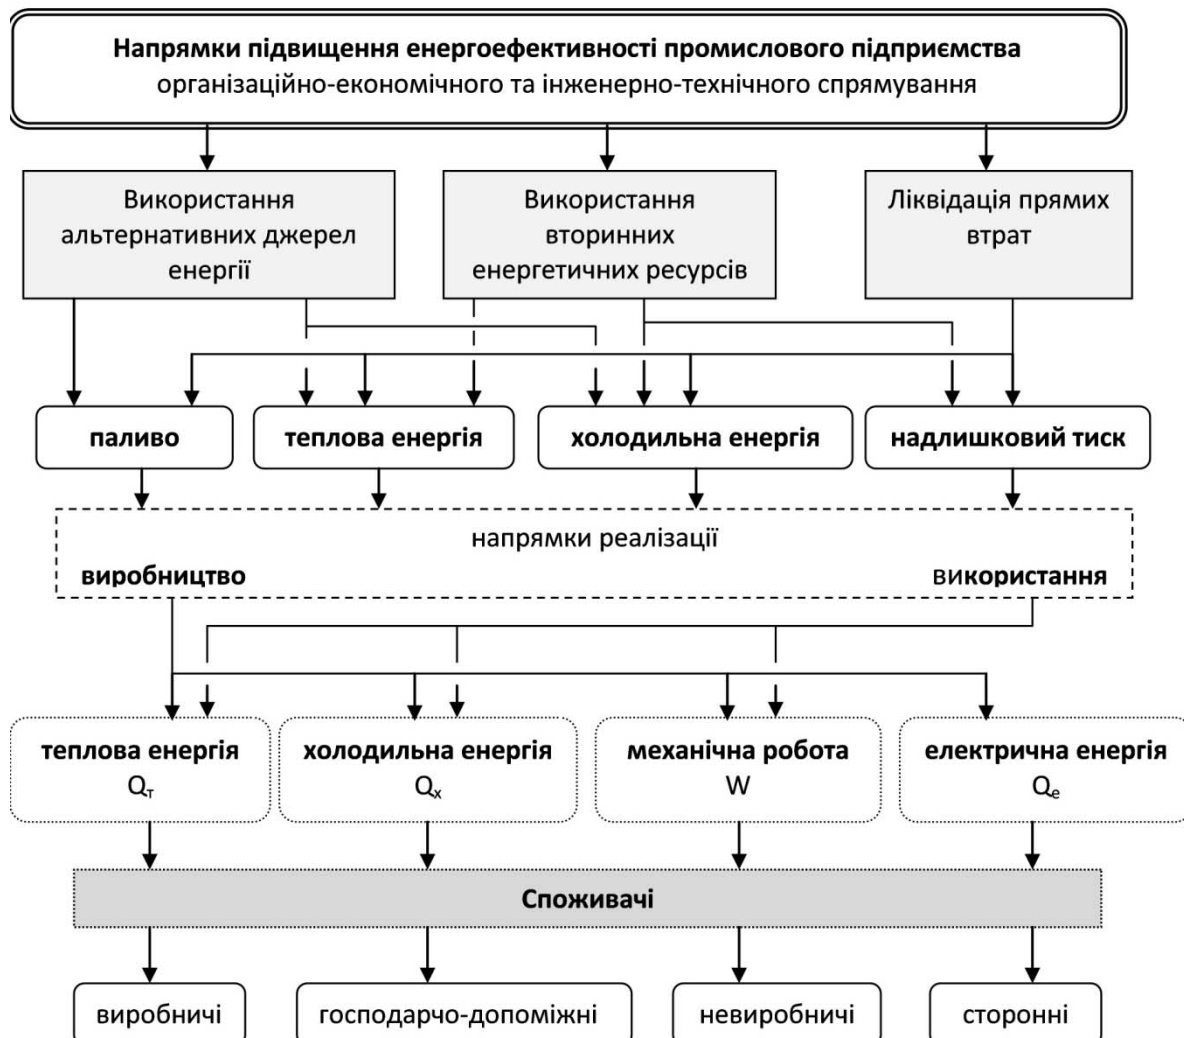 Напрямки підвищення енергоефективності промислового підприємства
організаційно-економічного та інженерно-технічного спрямування
Використання
альтернативних джерел
енергії
Використання
вторинних
енергетичних ресурсів
Ліквідація прямих
втрат
паливо
теплова енергія
холодильна енергія
надлишковий тиск
напрямки реалізації
виробництво
використання
теплова енергія
Qт
холодильна енергія
Qх
механічна робота
W
електрична енергія
Qе
Споживачі
виробничі
господарчо-допоміжні
невиробничі
сторонні